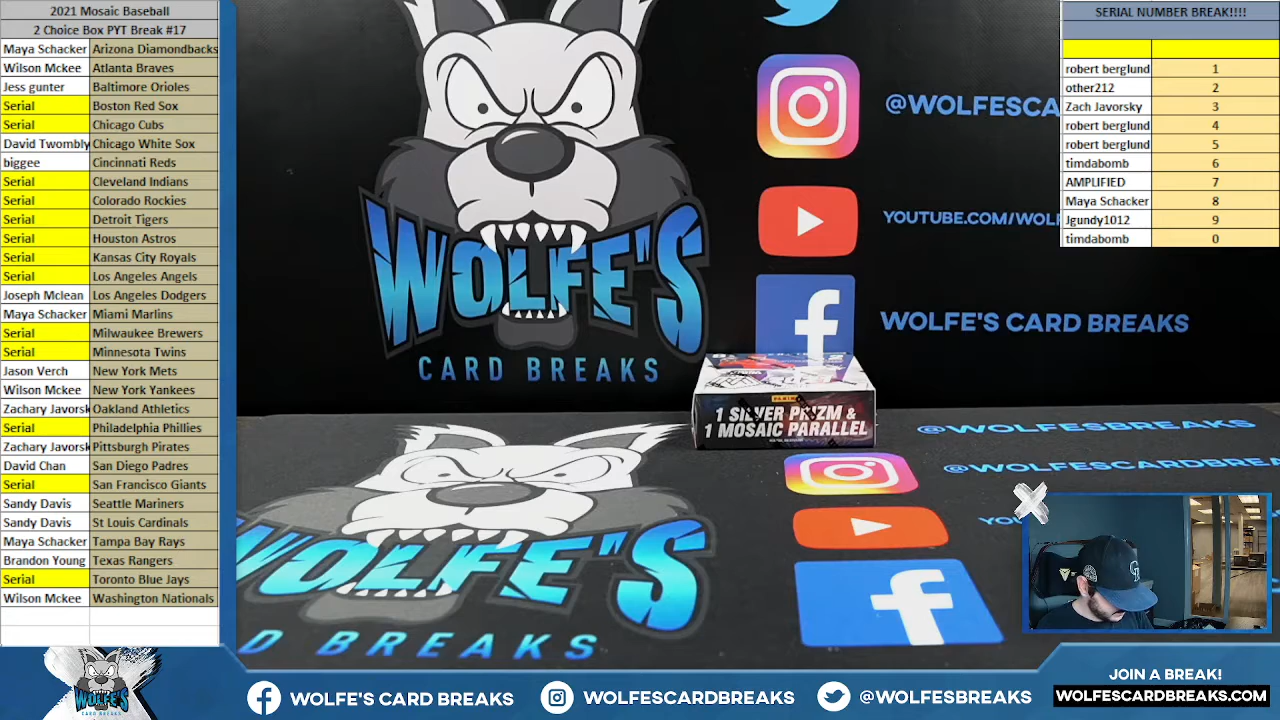 2021 Mosaic Baseball
2 Choice Box PYT Break #17
Maya Schacker Arizona Diamondbacks
Wilson Mckee Atlanta Braves
Jess gunter Baltimore Orioles
Serial Boston Red Sox
Serial Chicago Cubs
David Twombly Chicago White Sox
biggee Cincinnati Reds
Serial Cleveland Indians
Serial Colorado Rockies
Serial Detroit Tigers
Serial Houston Astros
Serial Kansas City Royals
Serial Los Angeles Angels
Joseph Mclean Los Angeles Dodgers
Maya Schacker Miami Marlins
Serial Milwaukee Brewers
Serial Minnesota Twins
Jason Verch New York Mets
Wilson Mckee New York Yankees
Zachary Javorsk Oakland Athletics
Serial Philadelphia Phillies
Zachary Javorsk Pittsburgh Pirates
David Chan San Diego Padres
Serial San Francisco Giants
Sandy Davis Seattle Mariners
Sandy Davis St Louis Cardinals
Maya Schacker Tampa Bay Rays
Brandon Young Texas Rangers
Serial Toronto Blue Jays
Wilson Mckee Washington Nationals
WOLFE'S
CARD BREAKS
@WOLFESCA
YOUTUBE.COM/WOLF
WOLFE'S CARD BREAKS
PANINI
1 SILVER PRIZM &
1 MOSAIC PARALLEL
@WOLFESBREAKS
@WOLFESCARDBREAKS
YOU
WOLFE'S
D BREAKS
SERIAL NUMBER BREAK!!!!
robert berglund 1
other212 2
Zach Javorsky 3
robert berglund 4
robert berglund 5
timdabomb 6
AMPLIFIED 7
Maya Schacker 8
Jgundy1012 9
timdabomb 0
WOLFE'S
CARD BREAKS
WOLFE'S CARD BREAKS
WOLFESCARDBREAKS
@WOLFESBREAKS
JOIN A BREAK!
WOLFESCARDBREAKS.COM